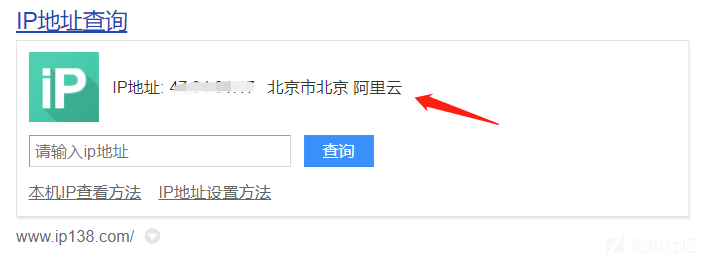 IP地址查询
iP
IP地址: 北京市北京 阿里云
请输入ip地址
查询
本机IP查看方法 IP地址设置方法
www.ip138.com/
先知社区